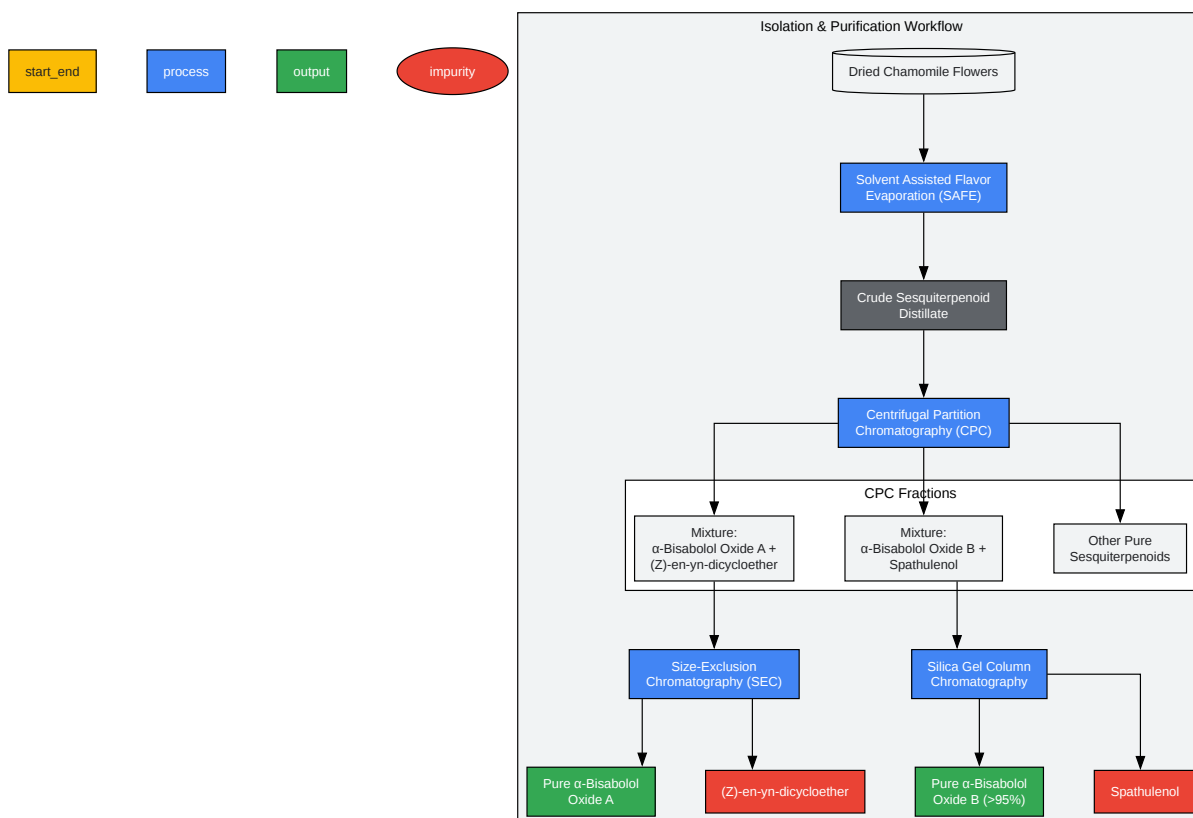 Isolation & Purification Workflow
start_end
process
output
impurity
Dried Chamomile Flowers
Solvent Assisted Flavor
Evaporation (SAFE)
Crude Sesquiterpenoid
Distillate
Centrifugal Partition
Chromatography (CPC)
CPC Fractions
Mixture:
α-Bisabolol Oxide A +
(Z)-en-yn-dicycloether
Mixture:
α-Bisabolol Oxide B +
Spathulenol
Other Pure
Sesquiterpenoids
Size-Exclusion
Chromatography (SEC)
Silica Gel Column
Chromatography
Pure α-Bisabolol
Oxide A
(Z)-en-yn-dicycloether
Pure α-Bisabolol
Oxide B (>95%)
Spathulenol